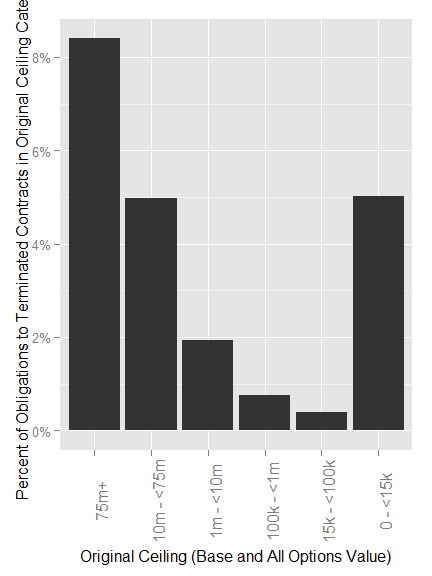 Percent of Obligations to Terminated Contracts in Original Ceiling Cate
8%
6%
4%
2%
0%
75m+
10m - <75m
1m - <10m
100k - <1m
15k - <100k
0 - <15k
Original Ceiling (Base and All Options Value)